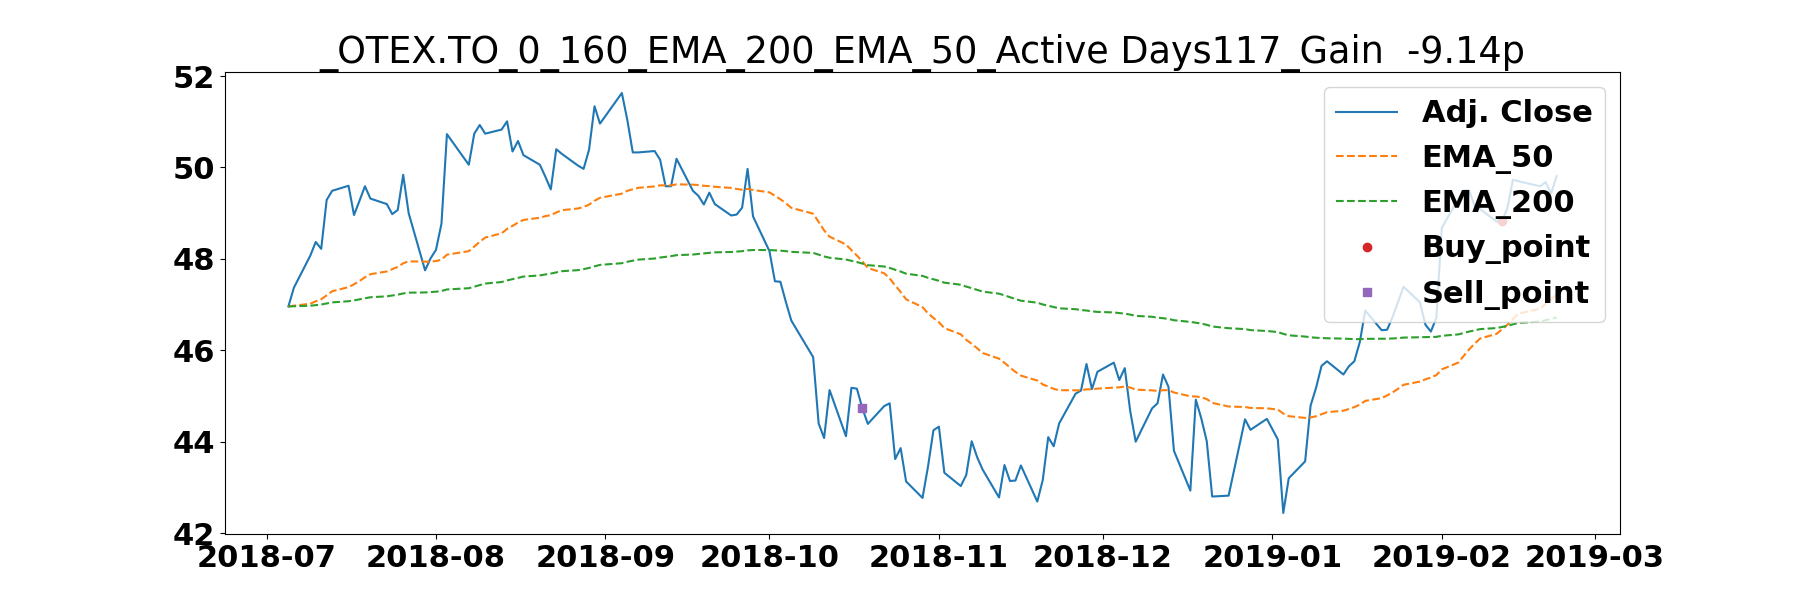 _OTEX.TO_0_160_EMA_200_EMA_50_Active Days117_Gain  -9.14p
52
50
48
46
44
42
Adj. Close
EMA_50
EMA_200
Buy_point
Sell_point
2018-07 2018-08 2018-09 2018-10 2018-11 2018-12 2019-01 2019-02 2019-03